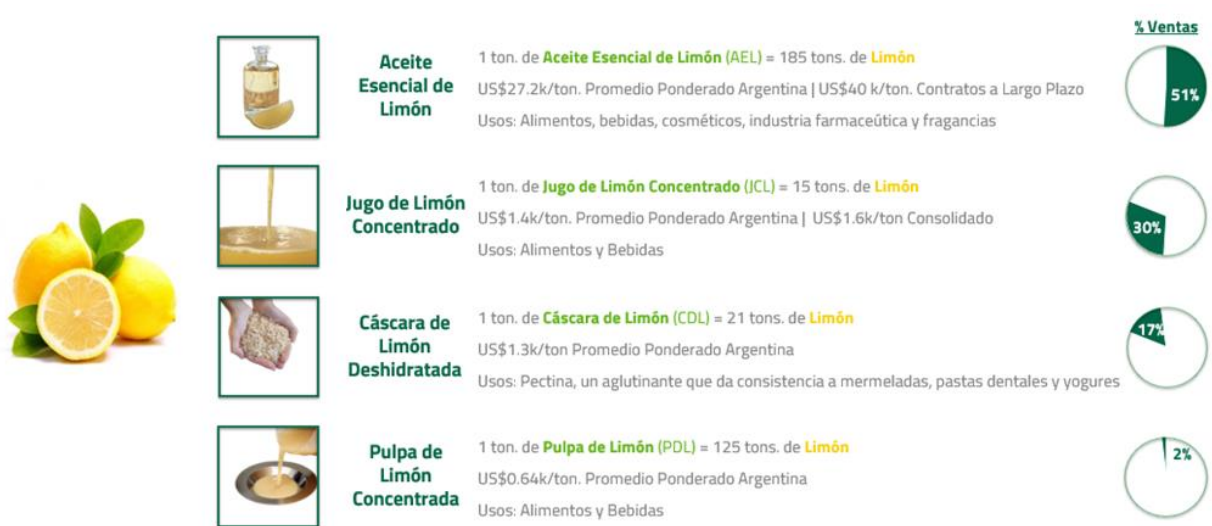 % Ventas
Aceite
Esencial de
Limón
1 ton. de Aceite Esencial de Limón (AEL) = 185 tons. de Limón
US$27.2k/ton. Promedio Ponderado Argentina | US$40 k/ton. Contratos a Largo Plazo
Usos: Alimentos, bebidas, cosméticos, industria farmaceútica y fragancias
51%
Jugo de Limón
Concentrado
1 ton. de Jugo de Limón Concentrado (JCL) = 15 tons. de Limón
US$1.4k/ton. Promedio Ponderado Argentina | US$1.6k/ton Consolidado
Usos: Alimentos y Bebidas
30%
Cáscara de
Limón
Deshidratada
1 ton. de Cáscara de Limón (CDL) = 21 tons. de Limón
US$1.3k/ton Promedio Ponderado Argentina
Usos: Pectina, un aglutinante que da consistencia a mermeladas, pastas dentales y yogures
17%
Pulpa de
Limón
Concentrada
1 ton. de Pulpa de Limón (PDL) = 125 tons. de Limón
US$0.64k/ton. Promedio Ponderado Argentina
Usos: Alimentos y Bebidas
2%